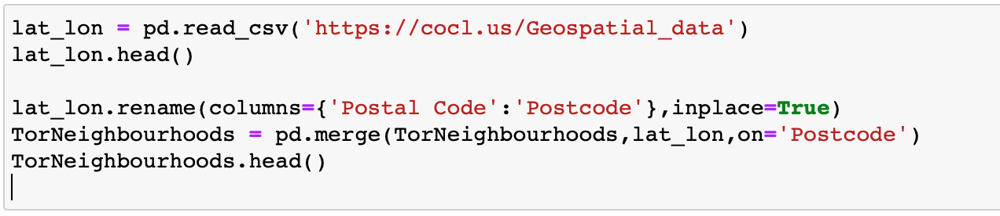 lat_lon = pd.read_csv('https://cocl.us/Geospatial_data')
lat_lon.head()
lat_lon.rename(columns={'Postal Code':'Postcode'},inplace=True)
TorNeighbourhoods = pd.merge(TorNeighbourhoods,lat_lon,on='Postcode')
TorNeighbourhoods.head()